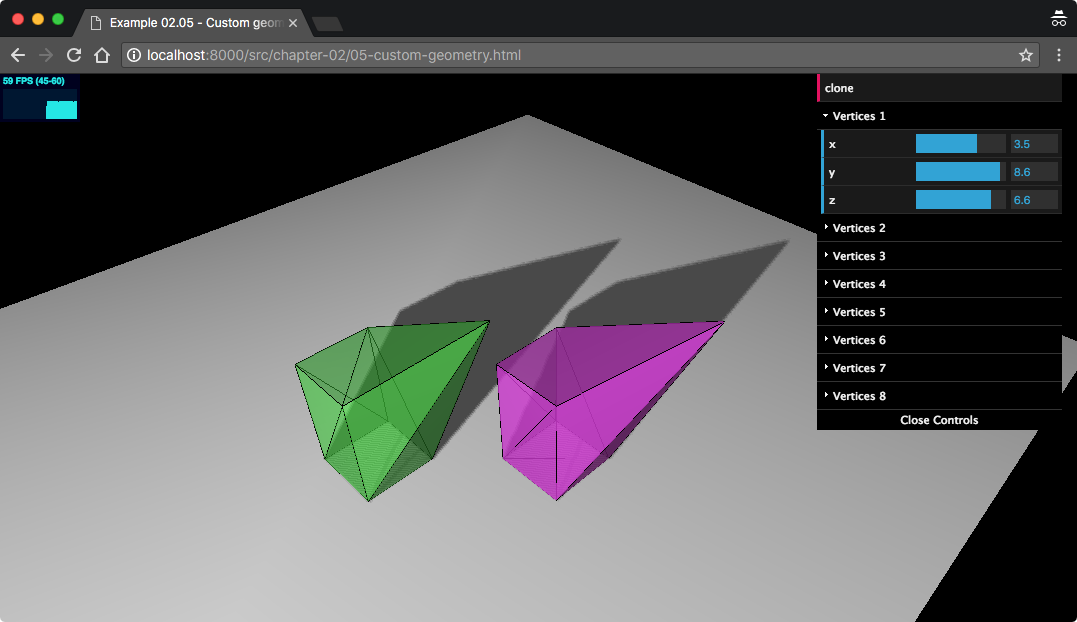 Example 02.05 - Custom geom
localhost:8000/src/chapter-02/05-custom-geometry.html
59 FPS (45-60)
clone
Vertices 1
x 3.5
y 8.6
z 6.6
Vertices 2
Vertices 3
Vertices 4
Vertices 5
Vertices 6
Vertices 7
Vertices 8
Close Controls